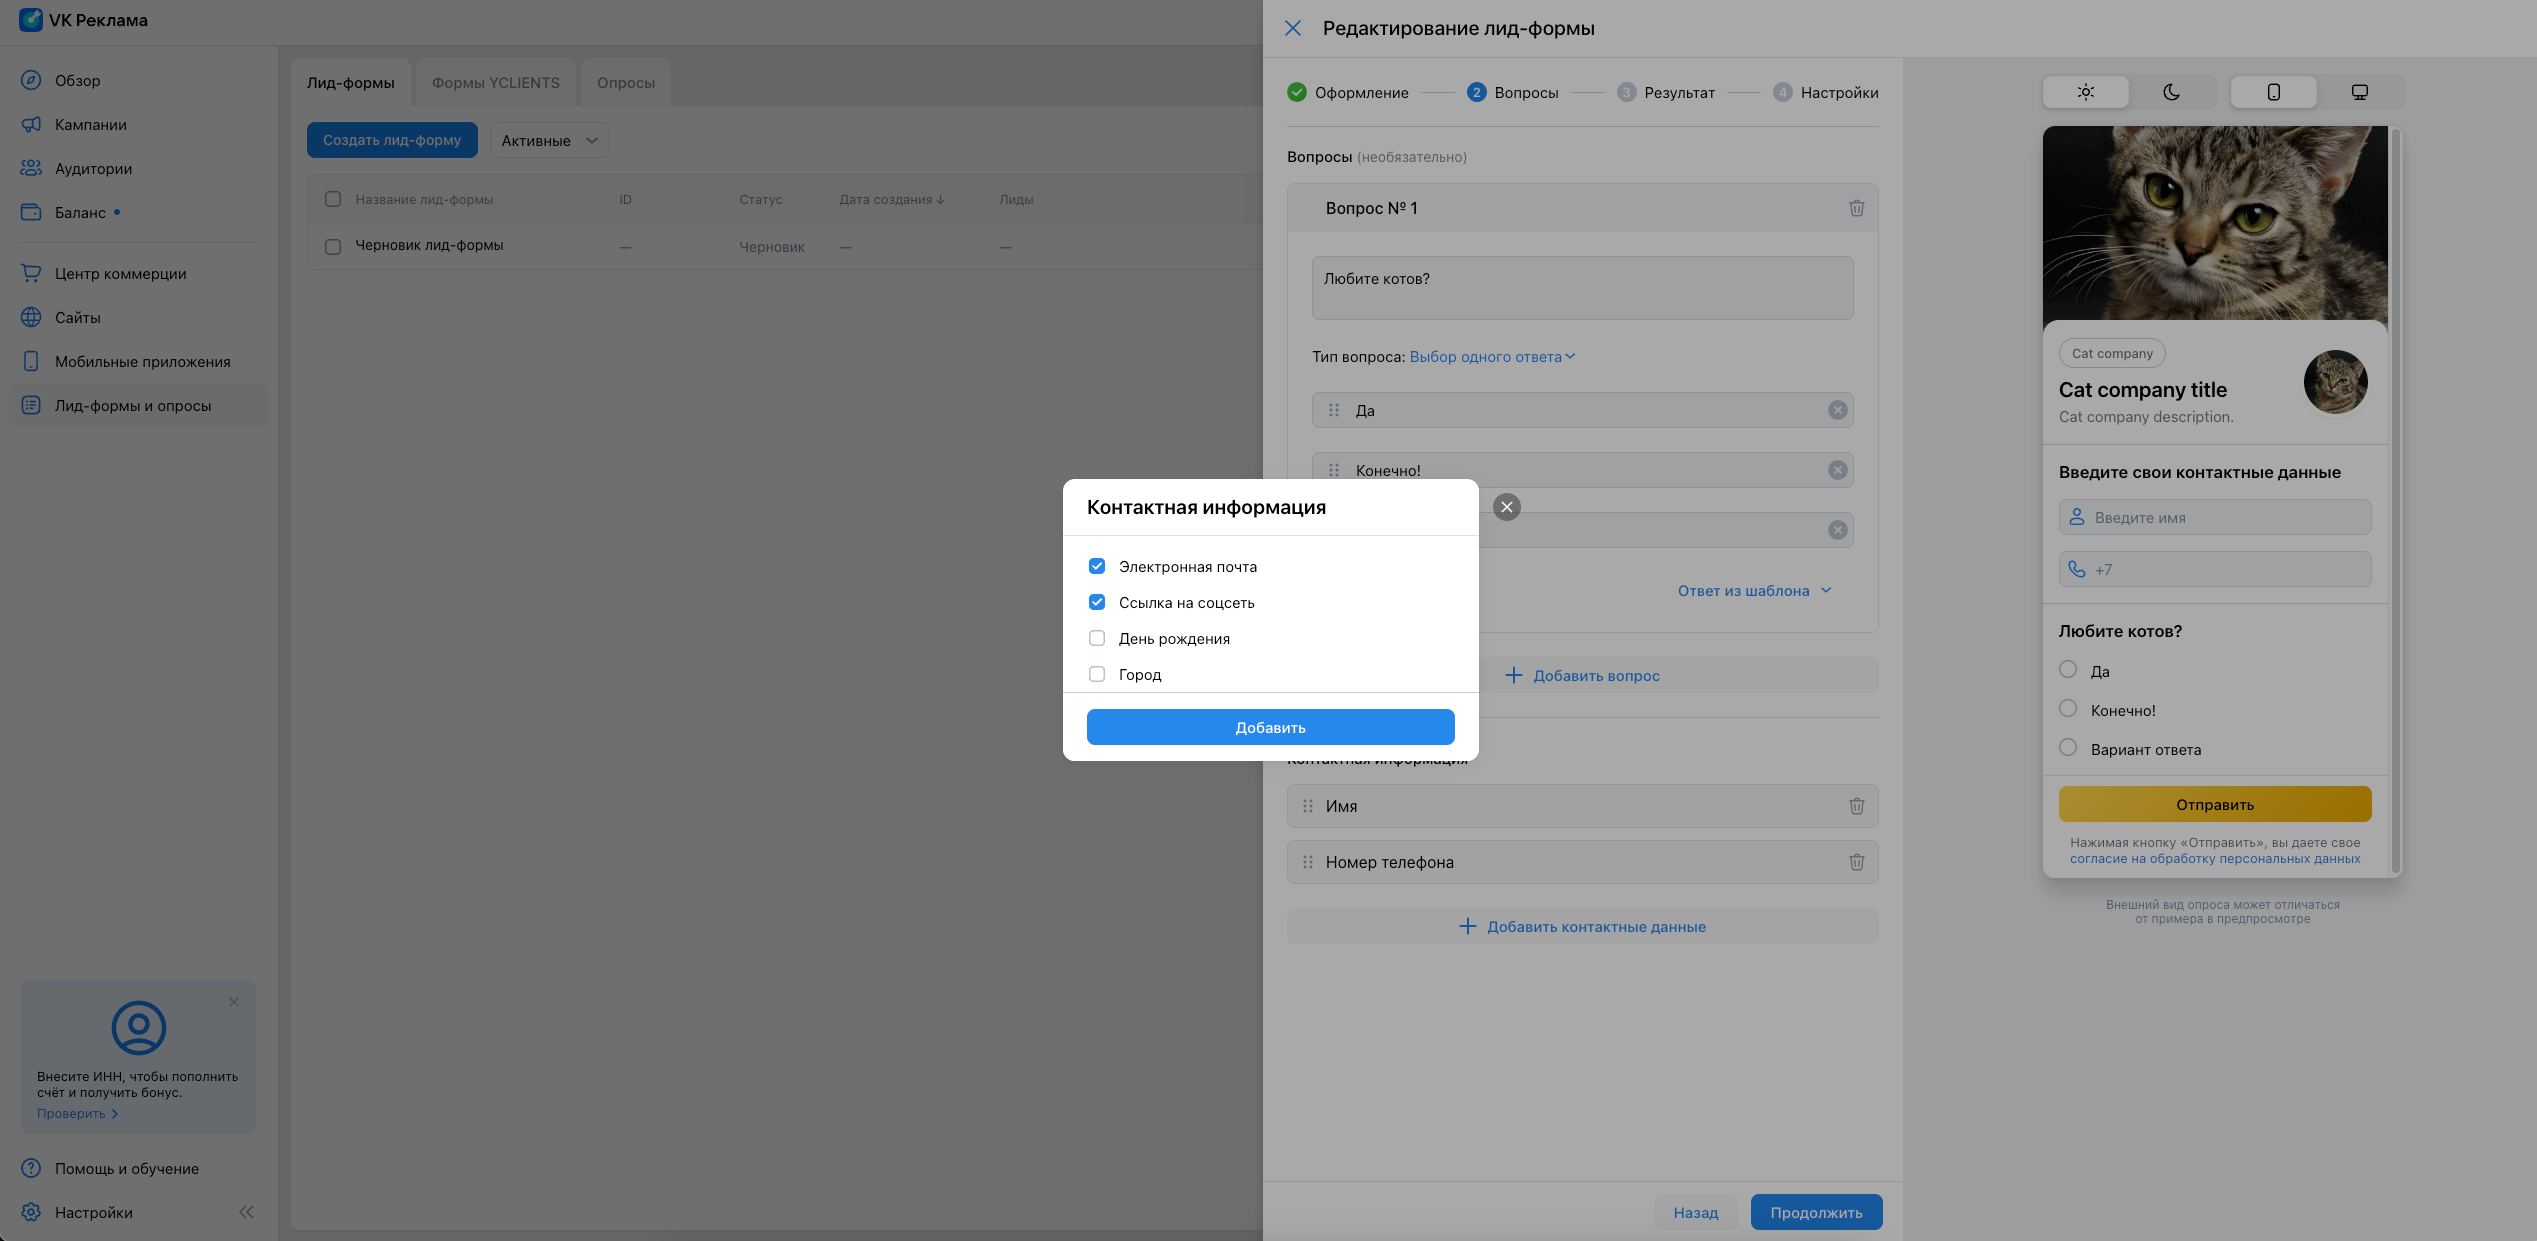 VK Реклама
Обзор
Кампании
Аудитории
Баланс
Центр коммерции
Сайты
Мобильные приложения
Лид-формы и опросы
Внесите ИНН, чтобы пополнить
счёт и получить бонус.
Проверить
Помощь и обучение
Настройки
Лид-формы
Формы YCLIENTS
Опросы
Создать лид-форму
Активные
Название лид-формы
ID
Статус
Дата создания
Лиды
Черновик лид-формы
—
Черновик
—
—
Редактирование лид-формы
Оформление
2 Вопросы
3 Результат
4 Настройки
Вопросы (необязательно)
Вопрос № 1
Любите котов?
Тип вопроса: Выбор одного ответа
Да
Конечно!
Ответ из шаблона
Добавить вопрос
Контактная информация
Имя
Номер телефона
Добавить контактные данные
Назад
Продолжить
Контактная информация
Электронная почта
Ссылка на соцсеть
День рождения
Город
Добавить
Cat company
Cat company title
Cat company description.
Введите свои контактные данные
Введите имя
+7
Любите котов?
Да
Конечно!
Вариант ответа
Отправить
Нажимая кнопку «Отправить», вы даете свое
согласие на обработку персональных данных
Внешний вид опроса может отличаться
от примера в предпросмотре